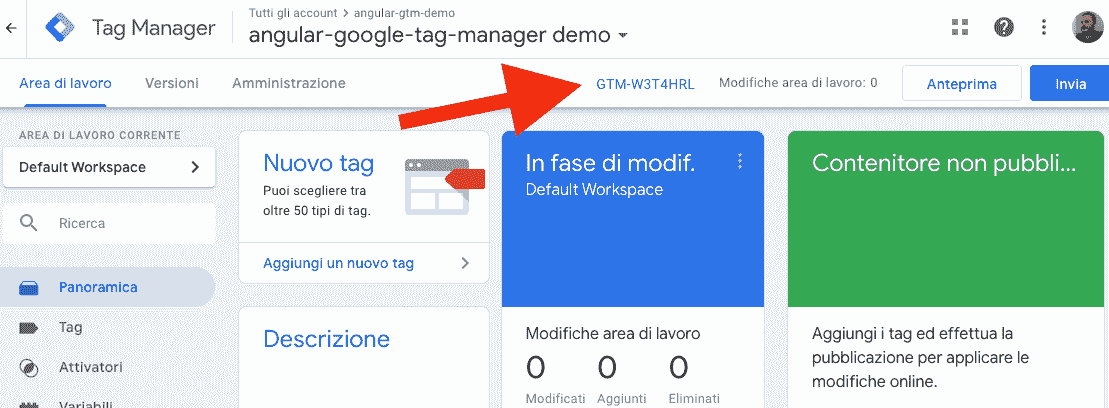 Tag Manager
Tutti gli account > angular-gtm-demo
angular-google-tag-manager demo
Area di lavoro
Versioni
Amministrazione
GTM-W3T4HRL
Modifiche area di lavoro: 0
Anteprima
Invia
AREA DI LAVORO CORRENTE
Default Workspace
Ricerca
Panoramica
Tag
Attivatori
Variabili
Nuovo tag
Puoi scegliere tra
oltre 50 tipi di tag.
Aggiungi un nuovo tag
Descrizione
In fase di modif.
Default Workspace
Modifiche area di lavoro
0 0 0
Modificati Aggiunti Eliminati
Contenitore non pubbli...
Aggiungi i tag ed effettua la
pubblicazione per applicare le
modifiche online.